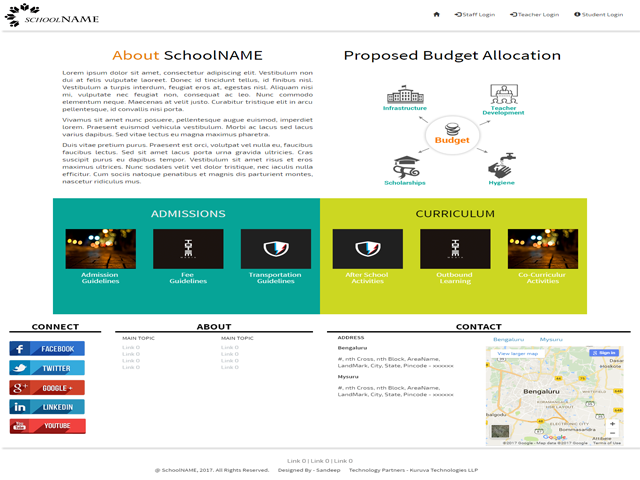 SCHOOLNAME
Staff Login
Teacher Login
Student Login
About SchoolNAME
Lorem ipsum dolor sit amet, consectetur adipiscing elit. Vestibulum non
dui at felis vulputate laoreet. Donec id tincidunt tellus, id finibus nisl.
Vestibulum a turpis interdum, feugiat eros at, egestas nisl. Aliquam nisi
mi, vulputate nec feugiat non, consequat ac leo. Nunc commodo
elementum neque. Maecenas at velit justo. Curabitur tristique elit in arcu
pellentesque, id convallis nisi porta.
Vivamus sit amet nunc posuere, pellentesque augue euismod, imperdiet
lorem. Praesent euismod vehicula vestibulum. Morbi ac lacus sed lacus
varius dapibus. Sed vitae lectus eu magna maximus pharetra.
Duis vitae pretium purus. Praesent est orci, volutpat vel nulla eu, faucibus
faucibus lectus. Sed sit amet lacus porta urna gravida ultricies. Cras
suscipit purus eu dapibus tempor. Vestibulum sit amet risus et eros
maximus ultrices. Nunc sodales velit vel dolor tristique, nec iaculis nulla
efficitur. Cum sociis natoque penatibus et magnis dis parturient montes,
nascetur ridiculus mus.
Proposed Budget Allocation
Infrastructure
Teacher
Development
Budget
Scholarships
Hygiene
ADMISSIONS
Admission
Guidelines
Fee
Guidelines
Transportation
Guidelines
CURRICULUM
After School
Activities
Outbound
Learning
Co-Curricular
Activities
CONNECT
FACEBOOK
TWITTER
GOOGLE +
LINKEDIN
YOUTUBE
ABOUT
MAIN TOPIC
Link 0
Link 0
Link 0
Link 0
MAIN TOPIC
Link 0
Link 0
Link 0
Link 0
CONTACT
ADDRESS
Bengaluru
#, nth Cross, nth Block, AreaName,
LandMark, City, State, Pincode - xxxxxx
Mysuru
#, nth Cross, nth Block, AreaName,
LandMark, City, State, Pincode - xxxxxx
Bengaluru Mysuru
View larger map
Sign in
Hoskote
Bengaluru
WHITEFIELD
KORAMANGALA
HSR LAYOUT
ELECTRONIC CITY
Bommasandra
Attibele
Google
©2017 Google - Map data ©2017 Google
Terms of Use
Link 0 | Link 0 | Link 0
@ SchoolNAME, 2017. All Rights Reserved. Designed By - Sandeep Technology Partners - Kuruva Technologies LLP